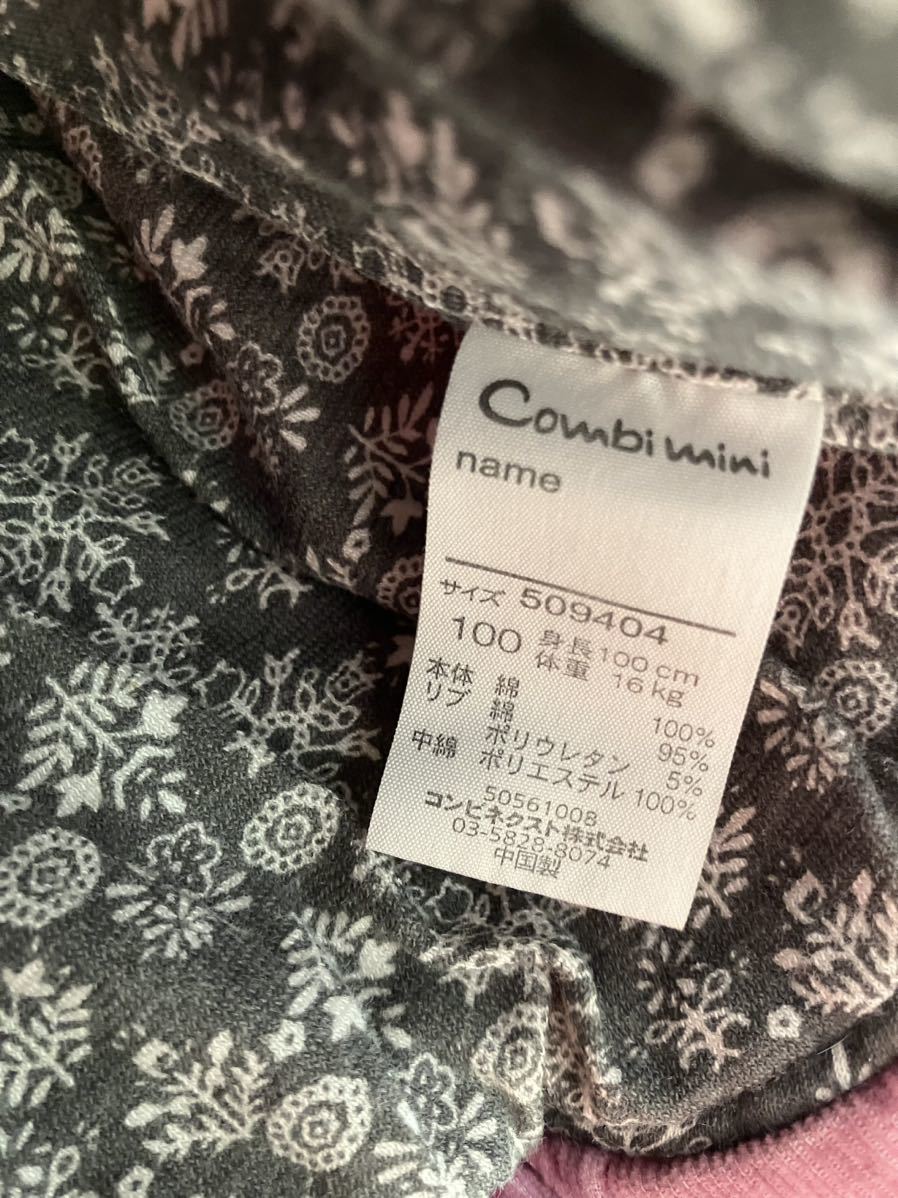 Combi mini
name
サイズ 509404
100 身長100cm
体重 16kg
本体 綿 100%
リブ 綿 95%
ポリウレタン 5%
中綿 ポリエステル 100%
50561008
コンビネクスト株式会社
03-5828-8074
中国製